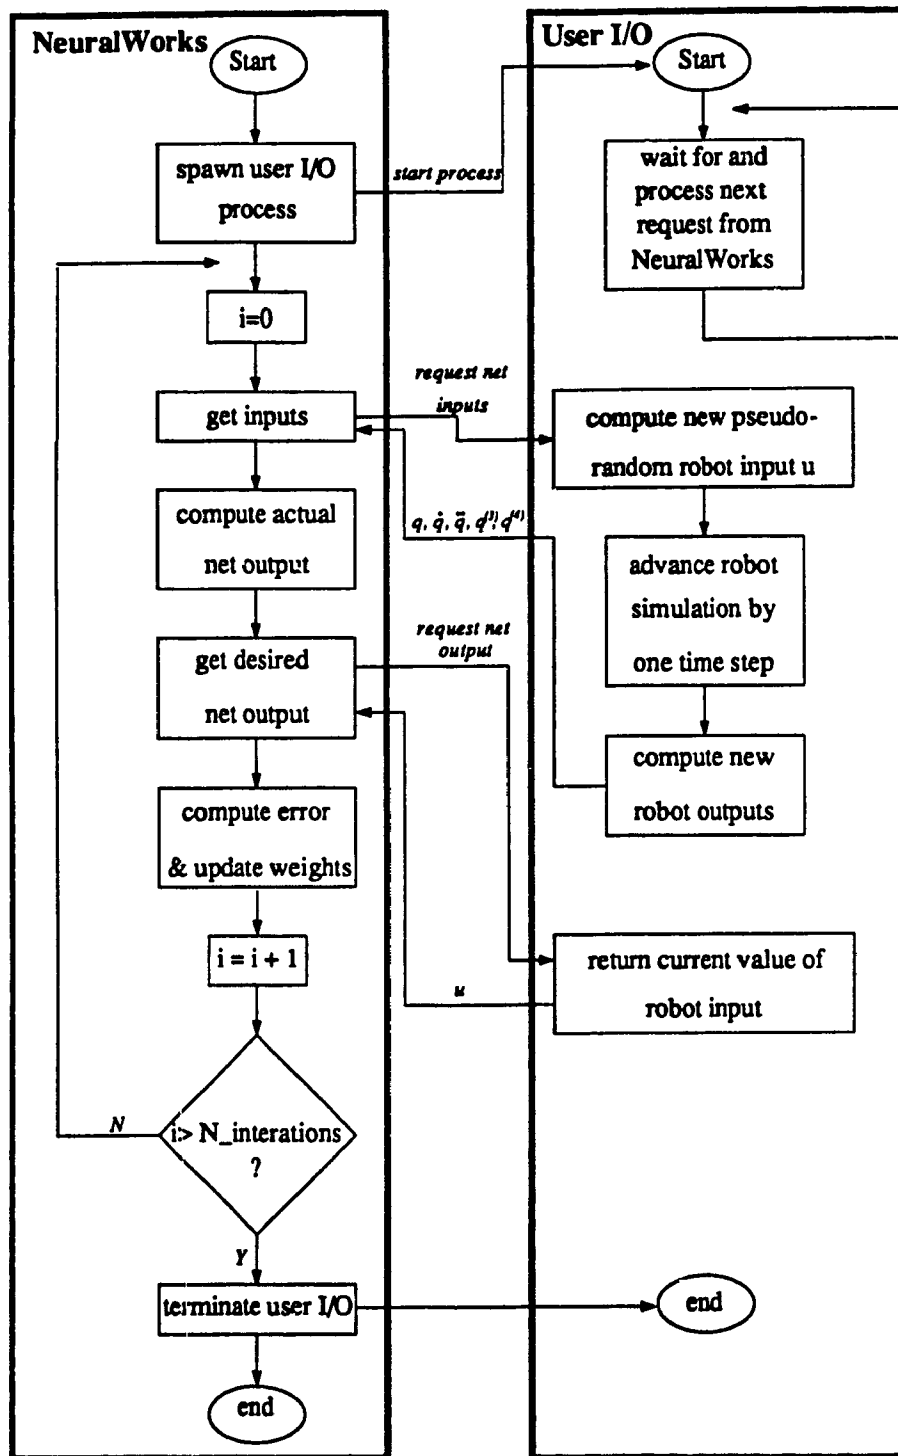 NeuralWorks
Start
spawn user I/O
process
start process
i=0
get inputs
request net
inputs
compute actual
net output
q, q̇, q̈, q⁽³⁾, q⁽⁴⁾
get desired
net output
request net
output
compute error
& update weights
i = i + 1
u
i> N_interations
?
N
Y
terminate user I/O
end
User I/O
Start
wait for and
process next
request from
NeuralWorks
compute new pseudo-
random robot input u
advance robot
simulation by
one time step
compute new
robot outputs
return current value of
robot input
end